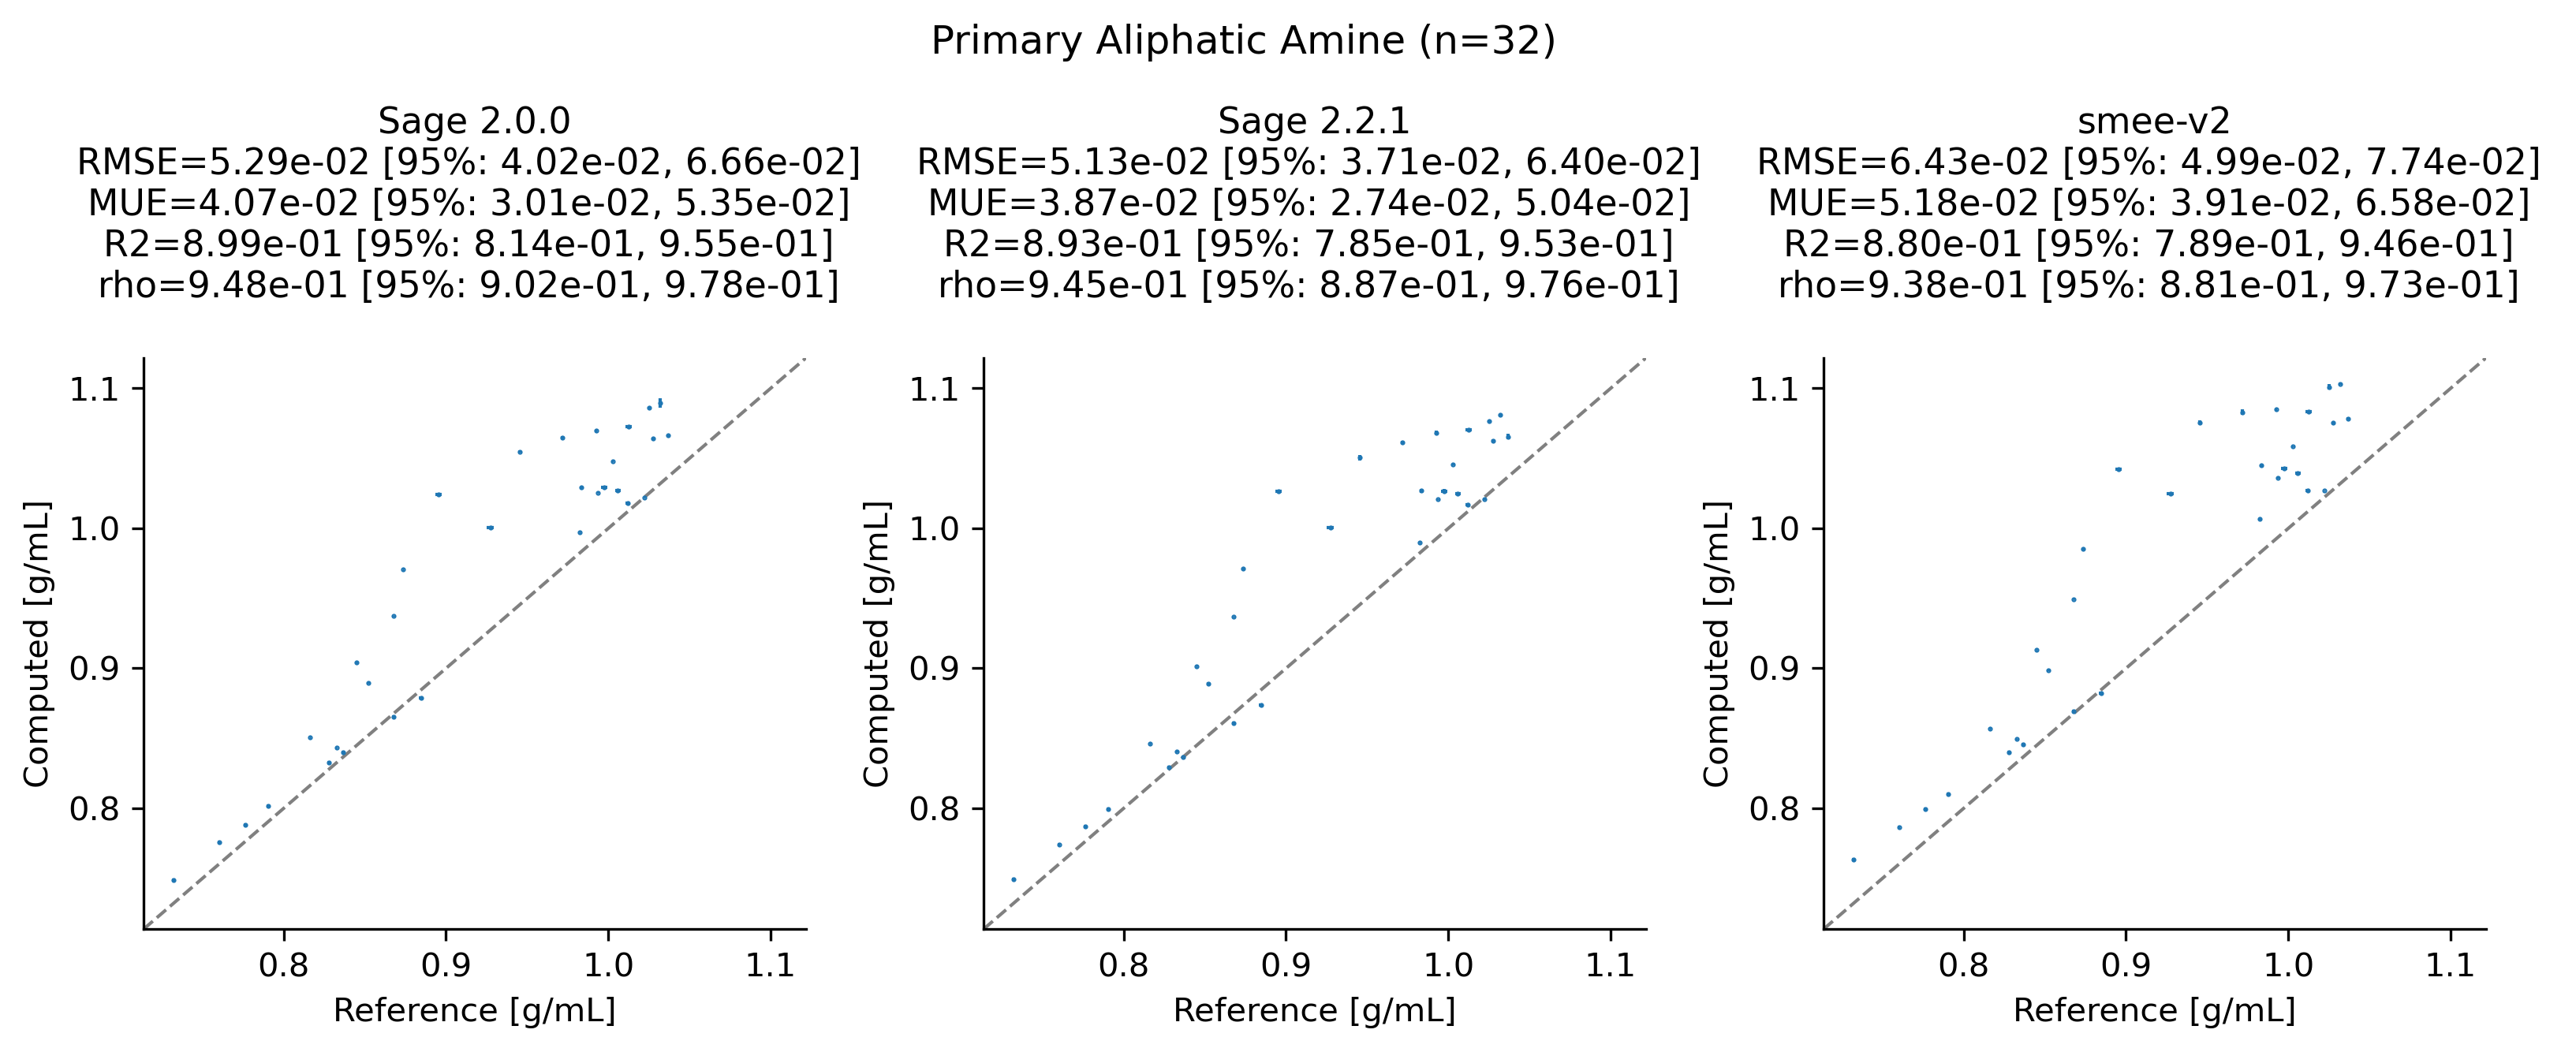 Primary Aliphatic Amine (n=32)
Sage 2.0.0
RMSE=5.29e-02 [95%: 4.02e-02, 6.66e-02]
MUE=4.07e-02 [95%: 3.01e-02, 5.35e-02]
R2=8.99e-01 [95%: 8.14e-01, 9.55e-01]
rho=9.48e-01 [95%: 9.02e-01, 9.78e-01]
1.1
1.0
0.9
0.8
Computed [g/mL]
0.8 0.9 1.0 1.1
Reference [g/mL]
Sage 2.2.1
RMSE=5.13e-02 [95%: 3.71e-02, 6.40e-02]
MUE=3.87e-02 [95%: 2.74e-02, 5.04e-02]
R2=8.93e-01 [95%: 7.85e-01, 9.53e-01]
rho=9.45e-01 [95%: 8.87e-01, 9.76e-01]
1.1
1.0
0.9
0.8
Computed [g/mL]
0.8 0.9 1.0 1.1
Reference [g/mL]
smee-v2
RMSE=6.43e-02 [95%: 4.99e-02, 7.74e-02]
MUE=5.18e-02 [95%: 3.91e-02, 6.58e-02]
R2=8.80e-01 [95%: 7.89e-01, 9.46e-01]
rho=9.38e-01 [95%: 8.81e-01, 9.73e-01]
1.1
1.0
0.9
0.8
Computed [g/mL]
0.8 0.9 1.0 1.1
Reference [g/mL]